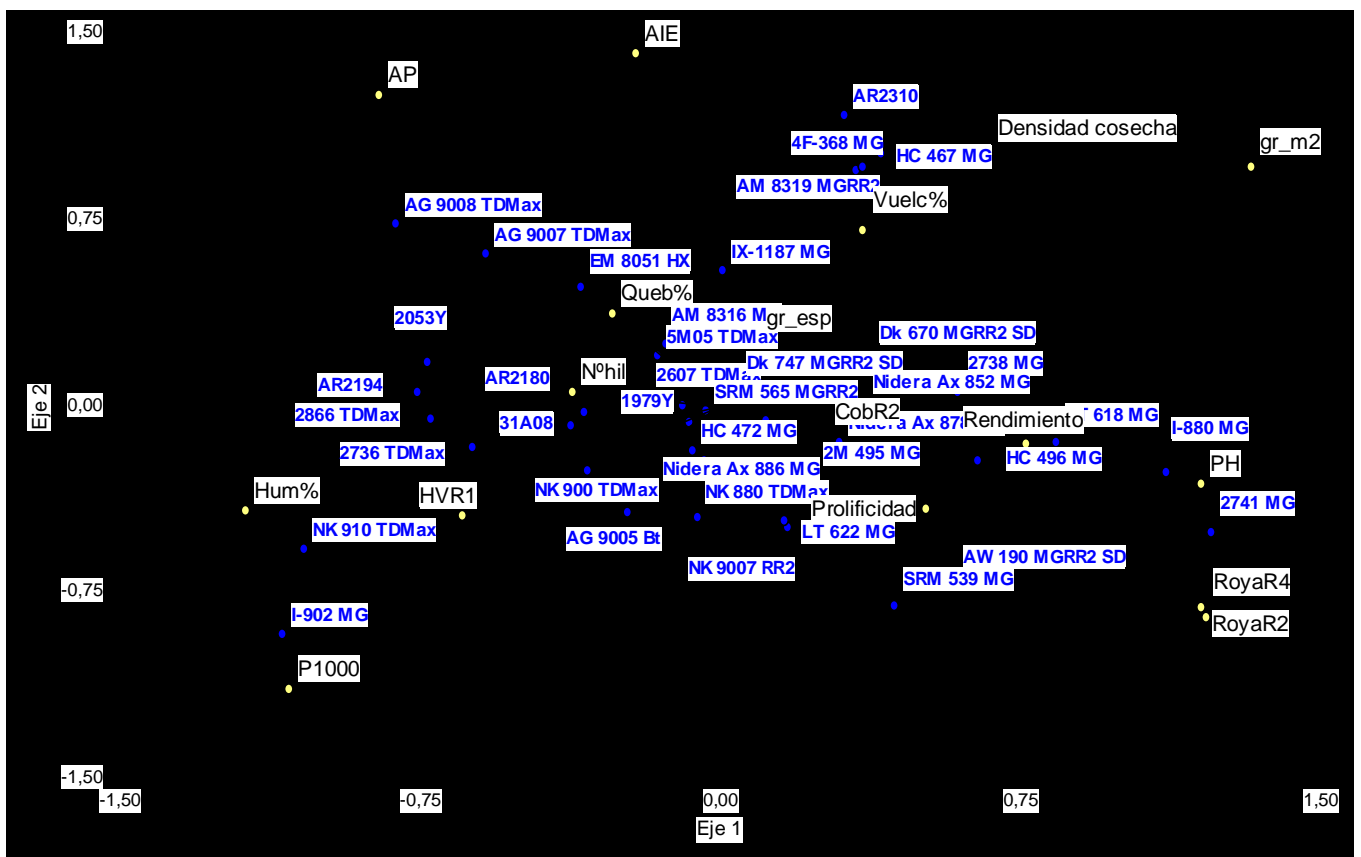 1,50
AIE
AP
AR2310
Densidad cosecha
4F-368 MG
gr_m2
HC 467 MG
AM 8319 MGRR2
Vuelc%
AG 9008 TDMax
0,75
AG 9007 TDMax
IX-1187 MG
EM 8051 HX
Queb%
2053Y
AM 8316 M
gr_esp
5M05 TDMax
Dk 670 MGRR2 SD
Dk 747 MGRR2 SD
2738 MG
Nºhil
2607 TDMax
AR2180
Nidera Ax 852 MG
AR2194
SRM 565 MGRR2
1979Y
0,00
Eje 2
CobR2
2866 TDMax
31A08
Nidera Ax 878
Rendimiento
T 618 MG
HC 472 MG
I-880 MG
2736 TDMax
2M 495 MG
HC 496 MG
PH
Nidera Ax 886 MG
Hum%
HVR1
NK 900 TDMax
NK 880 TDMax
2741 MG
Prolificidad
NK 910 TDMax
LT 622 MG
AG 9005 Bt
AW 190 MGRR2 SD
NK 9007 RR2
SRM 539 MG
RoyaR4
-0,75
I-902 MG
RoyaR2
P1000
-1,50
-1,50
-0,75
0,00
0,75
1,50
Eje 1